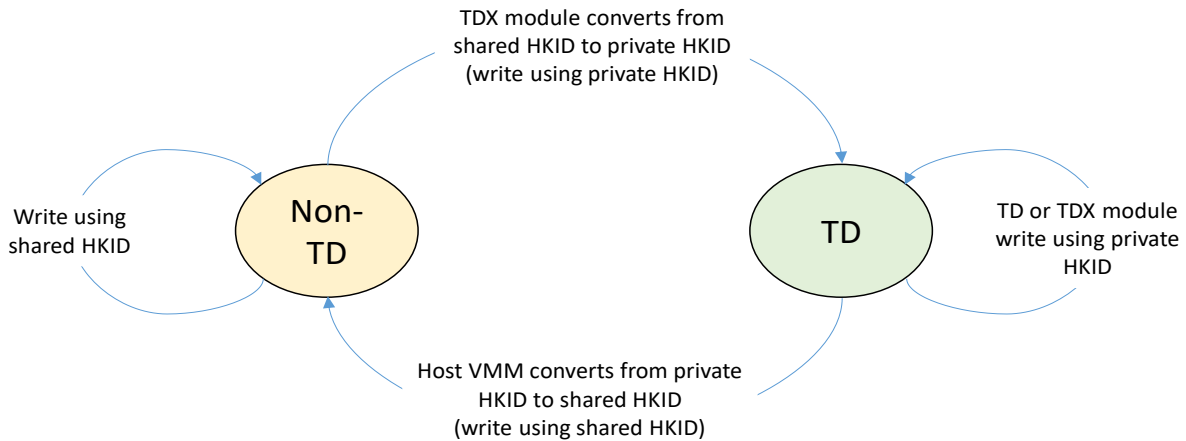 TDX module converts from
shared HKID to private HKID
(write using private HKID)
Write using
shared HKID
Non-
TD
TD
TD or TDX module
write using private
HKID
Host VMM converts from private
HKID to shared HKID
(write using shared HKID)